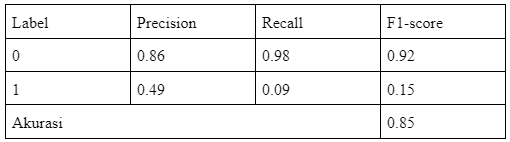 Label Precision Recall F1-score
0 0.86 0.98 0.92
1 0.49 0.09 0.15
Akurasi 0.85